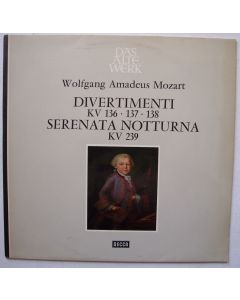 DAS
ALTE
WERK
Wolfgang Amadeus Mozart
DIVERTIMENTI
KV 136 · 137 · 138
SERENATA NOTTURNA
KV 239
DECCA